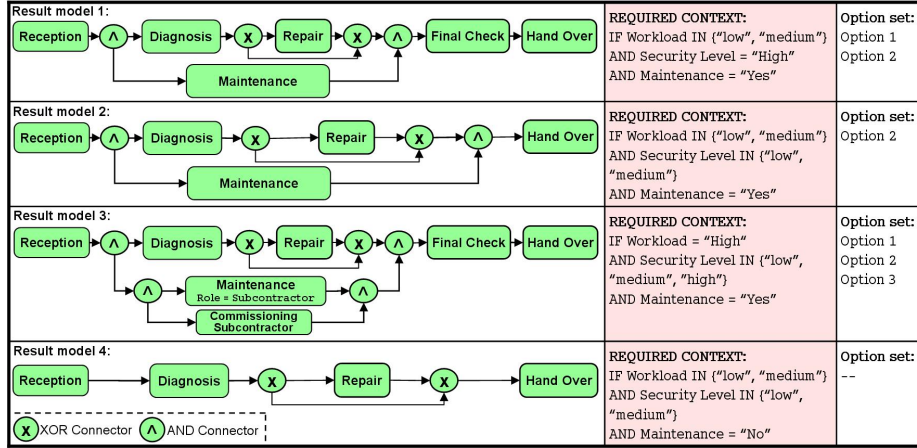 Result model 1:
Reception ∧ Diagnosis x Repair x ∧ Final Check Hand Over
Maintenance
REQUIRED CONTEXT:
IF Workload IN {“low”, “medium”}
AND Security Level = “High”
AND Maintenance = “Yes”
Option set:
Option 1
Option 2
Result model 2:
Reception ∧ Diagnosis x Repair x ∧ Hand Over
Maintenance
REQUIRED CONTEXT:
IF Workload IN {“low”, “medium”}
AND Security Level IN {“low”,
“medium”}
AND Maintenance = “Yes”
Option set:
Option 2
Result model 3:
Reception ∧ Diagnosis x Repair x ∧ Final Check Hand Over
∧ Maintenance ∧
Role = Subcontractor
Commissioning
Subcontractor
REQUIRED CONTEXT:
IF Workload = “High“
AND Security Level IN {“low”,
“medium”, ”high”}
AND Maintenance = “Yes”
Option set:
Option 1
Option 2
Option 3
Result model 4:
Reception Diagnosis x Repair x Hand Over
x XOR Connector ∧ AND Connector
REQUIRED CONTEXT:
IF Workload IN {“low”, “medium”}
AND Security Level IN {“low”,
“medium”}
AND Maintenance = “No”
Option set:
--